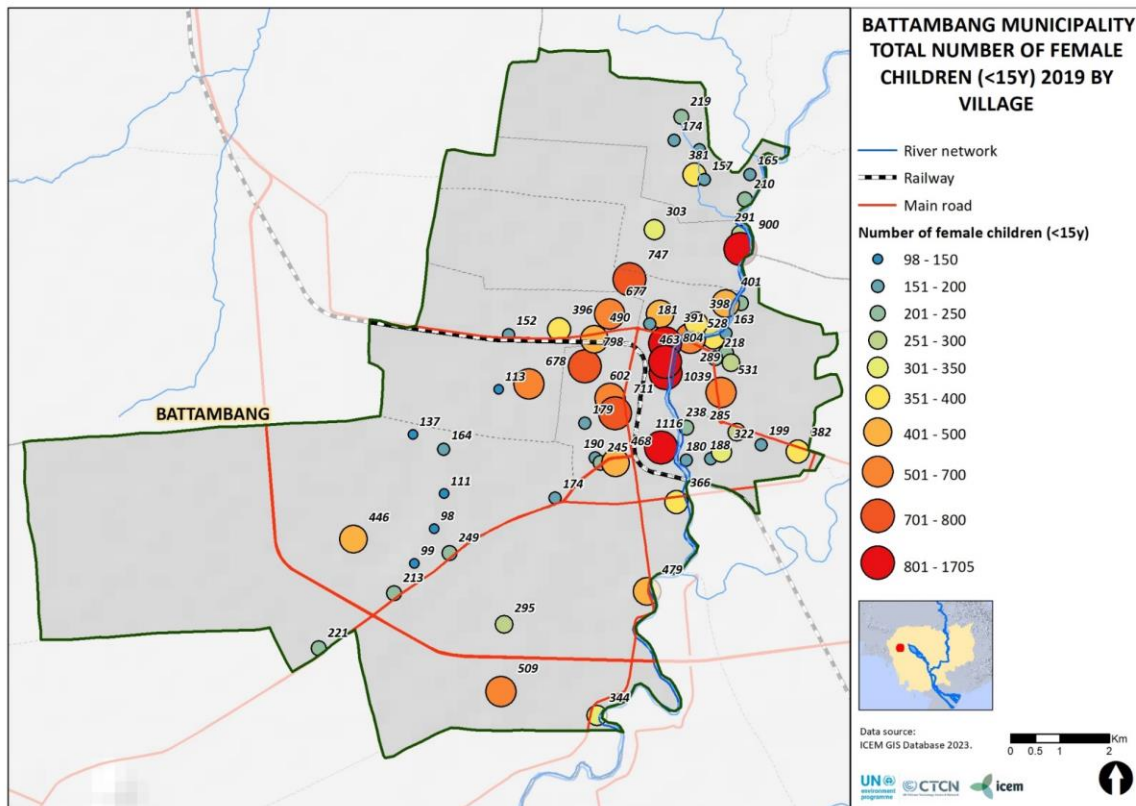 BATTAMBANG MUNICIPALITY
TOTAL NUMBER OF FEMALE
CHILDREN (<15Y) 2019 BY
VILLAGE
River network
Railway
Main road
Number of female children (<15y)
98 - 150
151 - 200
201 - 250
251 - 300
301 - 350
351 - 400
401 - 500
501 - 700
701 - 800
801 - 1705
Data source:
ICEM GIS Database 2023.
0 0.5 1 2 Km
UN
environment
programme
CTCN
icem
219
174
381
157
165
210
291
900
303
747
677
401
396
490
181
391
398
163
152
528
798
463
804
218
289
531
678
1039
113
602
711
179
238
285
137
1116
199
382
322
164
190
245
468
180
188
174
366
111
446
98
249
99
479
213
295
221
509
344
BATTAMBANG